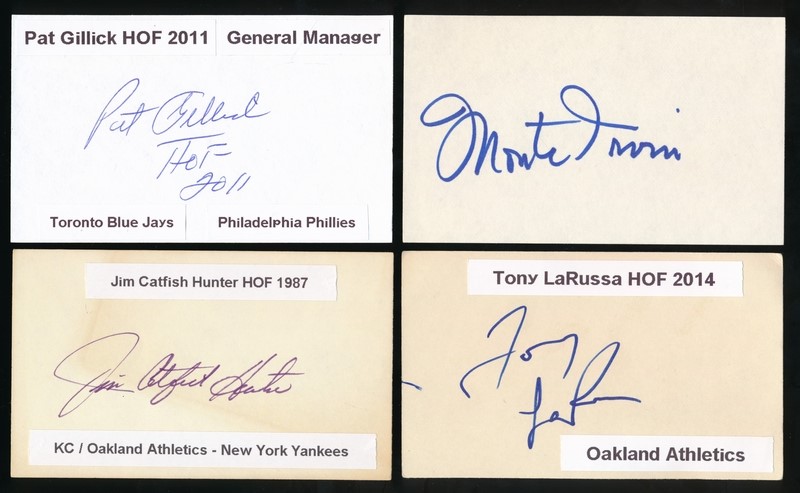 Pat Gillick HOF 2011 General Manager
Pat Gillick
HOF
2011
Toronto Blue Jays Philadelphia Phillies
Monte Irvin
Jim Catfish Hunter HOF 1987
Jim Catfish Hunter
KC / Oakland Athletics - New York Yankees
Tony LaRussa HOF 2014
Tony
LaR
Oakland Athletics